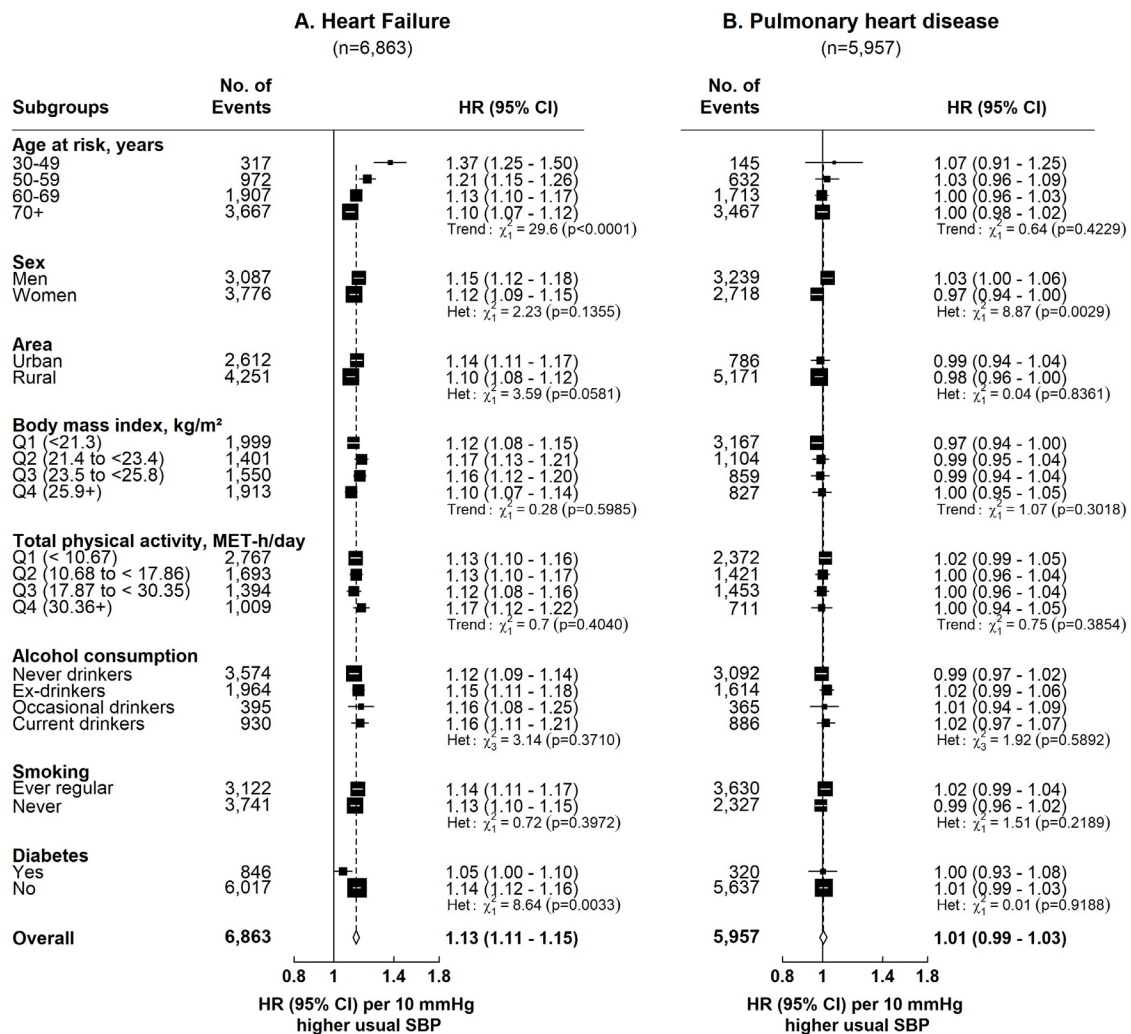 A. Heart Failure B. Pulmonary heart disease
(n=6,863) (n=5,957)
No. of No. of
Subgroups Events HR (95% CI) Events HR (95% CI)
Age at risk, years
30-49 317 1.37 (1.25 - 1.50) 145 1.07 (0.91 - 1.25)
50-59 972 1.21 (1.15 - 1.26) 632 1.03 (0.96 - 1.09)
60-69 1,907 1.13 (1.10 - 1.17) 1,713 1.00 (0.96 - 1.03)
70+ 3,667 1.10 (1.07 - 1.12) 3,467 1.00 (0.98 - 1.02)
Trend: χ²₁ = 29.6 (p<0.0001) Trend: χ²₁ = 0.64 (p=0.4229)
Sex
Men 3,087 1.15 (1.12 - 1.18) 3,239 1.03 (1.00 - 1.06)
Women 3,776 1.12 (1.09 - 1.15) 2,718 0.97 (0.94 - 1.00)
Het: χ²₁ = 2.23 (p=0.1355) Het: χ²₁ = 8.87 (p=0.0029)
Area
Urban 2,612 1.14 (1.11 - 1.17) 786 0.99 (0.94 - 1.04)
Rural 4,251 1.10 (1.08 - 1.12) 5,171 0.98 (0.96 - 1.00)
Het: χ²₁ = 3.59 (p=0.0581) Het: χ²₁ = 0.04 (p=0.8361)
Body mass index, kg/m²
Q1 (<21.3) 1,999 1.12 (1.08 - 1.15) 3,167 0.97 (0.94 - 1.00)
Q2 (21.4 to <23.4) 1,401 1.17 (1.13 - 1.21) 1,104 0.99 (0.95 - 1.04)
Q3 (23.5 to <25.8) 1,550 1.16 (1.12 - 1.20) 859 0.99 (0.94 - 1.04)
Q4 (25.9+) 1,913 1.10 (1.07 - 1.14) 827 1.00 (0.95 - 1.05)
Trend: χ²₁ = 0.28 (p=0.5985) Trend: χ²₁ = 1.07 (p=0.3018)
Total physical activity, MET-h/day
Q1 (< 10.67) 2,767 1.13 (1.10 - 1.16) 2,372 1.02 (0.99 - 1.05)
Q2 (10.68 to < 17.86) 1,693 1.13 (1.10 - 1.17) 1,421 1.00 (0.96 - 1.04)
Q3 (17.87 to < 30.35) 1,394 1.12 (1.08 - 1.16) 1,453 1.00 (0.96 - 1.04)
Q4 (30.36+) 1,009 1.17 (1.12 - 1.22) 711 1.00 (0.94 - 1.05)
Trend: χ²₁ = 0.7 (p=0.4040) Trend: χ²₁ = 0.75 (p=0.3854)
Alcohol consumption
Never drinkers 3,574 1.12 (1.09 - 1.14) 3,092 0.99 (0.97 - 1.02)
Ex-drinkers 1,964 1.15 (1.11 - 1.18) 1,614 1.02 (0.99 - 1.06)
Occasional drinkers 395 1.16 (1.08 - 1.25) 365 1.01 (0.94 - 1.09)
Current drinkers 930 1.16 (1.11 - 1.21) 886 1.02 (0.97 - 1.07)
Het: χ²₃ = 3.14 (p=0.3710) Het: χ²₃ = 1.92 (p=0.5892)
Smoking
Ever regular 3,122 1.14 (1.11 - 1.17) 3,630 1.02 (0.99 - 1.04)
Never 3,741 1.13 (1.10 - 1.15) 2,327 0.99 (0.96 - 1.02)
Het: χ²₁ = 0.72 (p=0.3972) Het: χ²₁ = 1.51 (p=0.2189)
Diabetes
Yes 846 1.05 (1.00 - 1.10) 320 1.00 (0.93 - 1.08)
No 6,017 1.14 (1.12 - 1.16) 5,637 1.01 (0.99 - 1.03)
Het: χ²₁ = 8.64 (p=0.0033) Het: χ²₁ = 0.01 (p=0.9188)
Overall 6,863 1.13 (1.11 - 1.15) 5,957 1.01 (0.99 - 1.03)
0.8 1 1.4 1.8 0.8 1 1.4 1.8
HR (95% CI) per 10 mmHg HR (95% CI) per 10 mmHg
higher usual SBP higher usual SBP